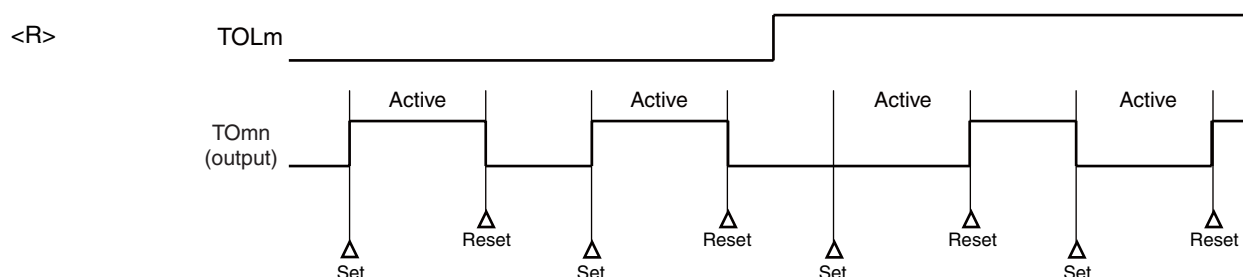 <R>
TOLm
Active Active Active Active
TOmn
(output)
Reset Reset Reset Reset
Set Set Set Set